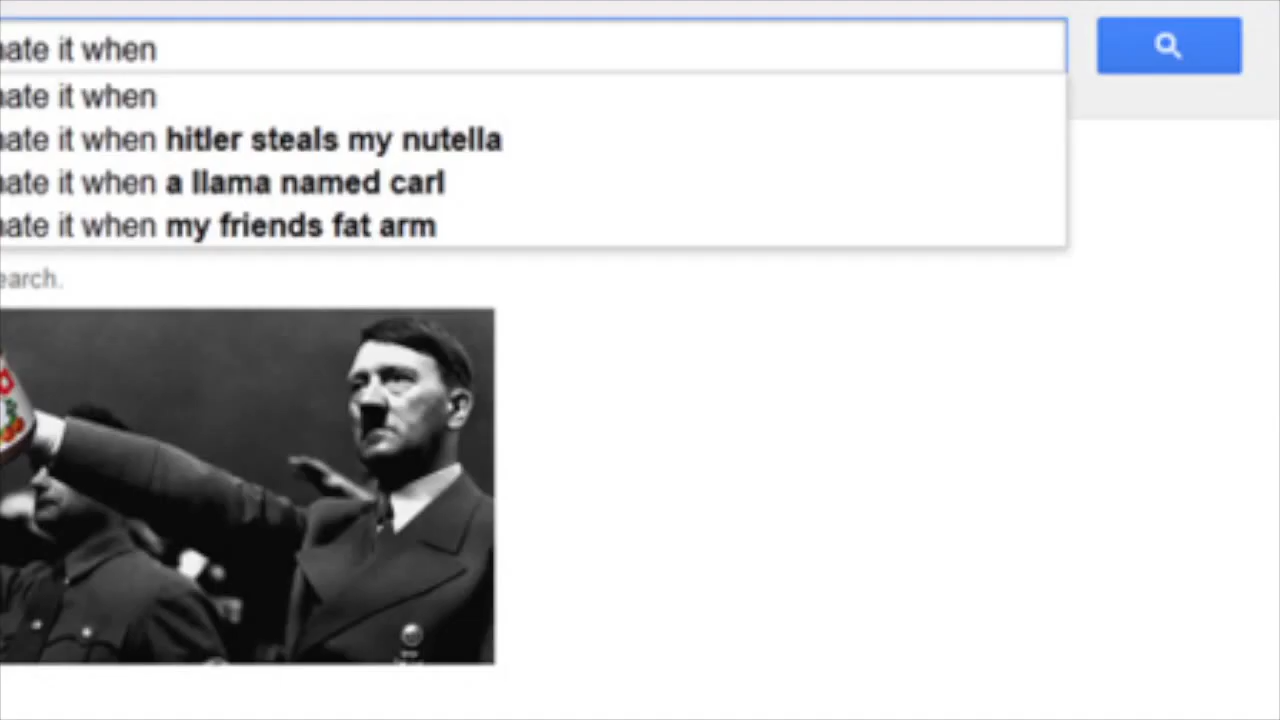 ate it when
ate it when
ate it when hitler steals my nutella
ate it when a llama named carl
ate it when my friends fat arm
earch.